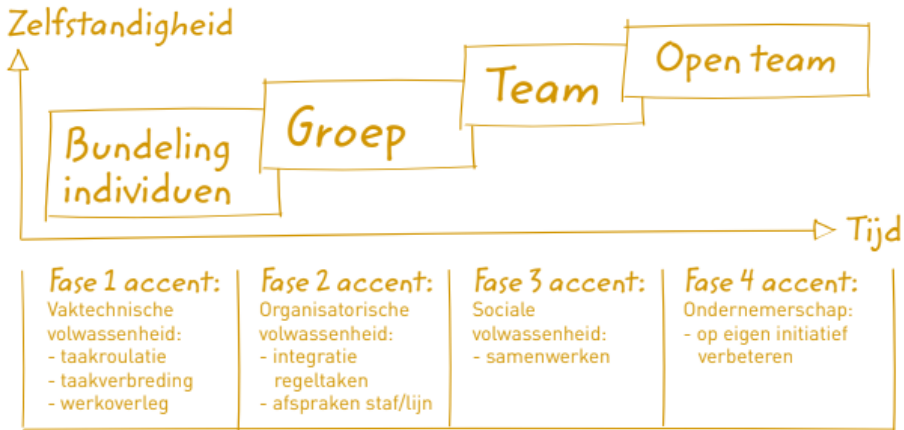 Zelfstandigheid
Bundeling
individuen
Groep
Team
Open team
Tijd
Fase 1 accent:
Vaktechnische
volwassenheid:
- taakroulatie
- taakverbreding
- werkoverleg
Fase 2 accent:
Organisatorische
volwassenheid:
- integratie
regeltaken
- afspraken staf/lijn
Fase 3 accent:
Sociale
volwassenheid:
- samenwerken
Fase 4 accent:
Ondernemerschap:
- op eigen initiatief
verbeteren